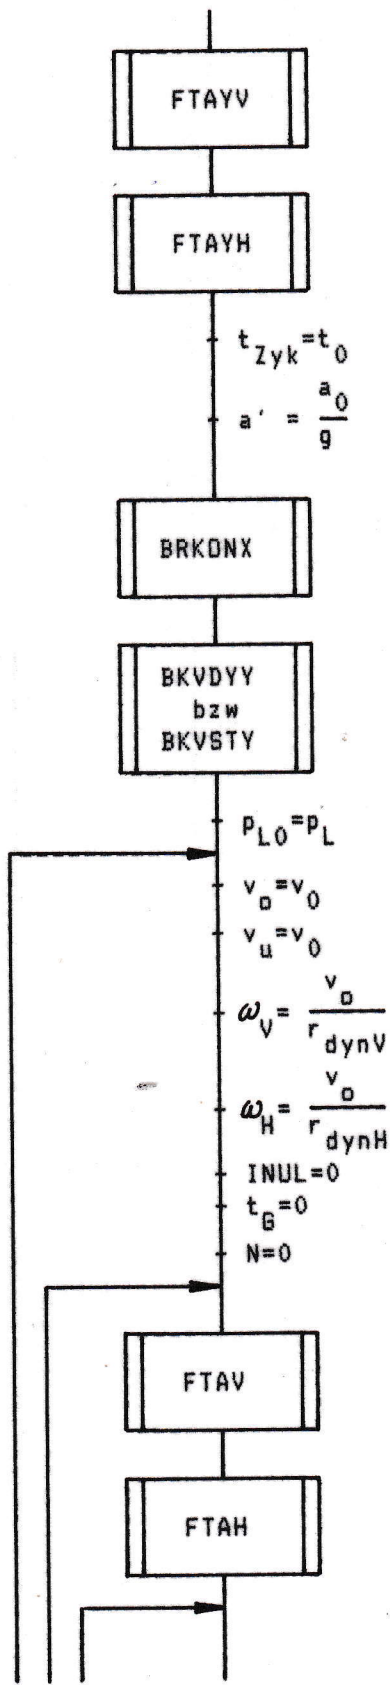 FTAYV
FTAYH
t_Zyk=t_0
a' = a_0/g
BRKONX
BKVDYY
bzw
BKVSTY
p_L0=p_L
v_o=v_0
v_u=v_0
ω_V= v_o/r_dynV
ω_H= v_o/r_dynH
INUL=0
t_G=0
N=0
FTAV
FTAH